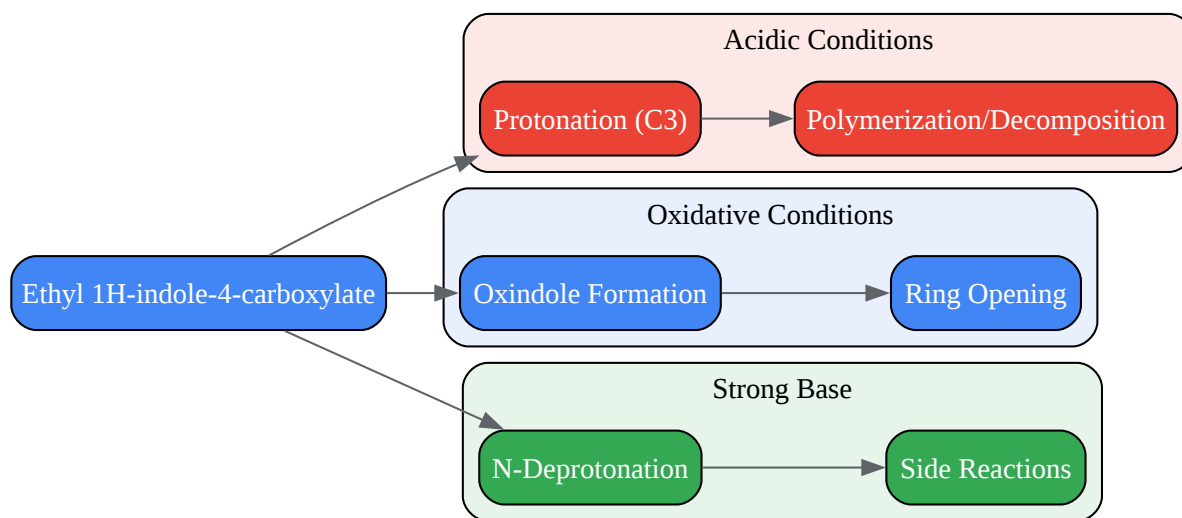 Acidic Conditions
Protonation (C3)
Polymerization/Decomposition
Oxidative Conditions
Ethyl 1H-indole-4-carboxylate
Oxindole Formation
Ring Opening
Strong Base
N-Deprotonation
Side Reactions